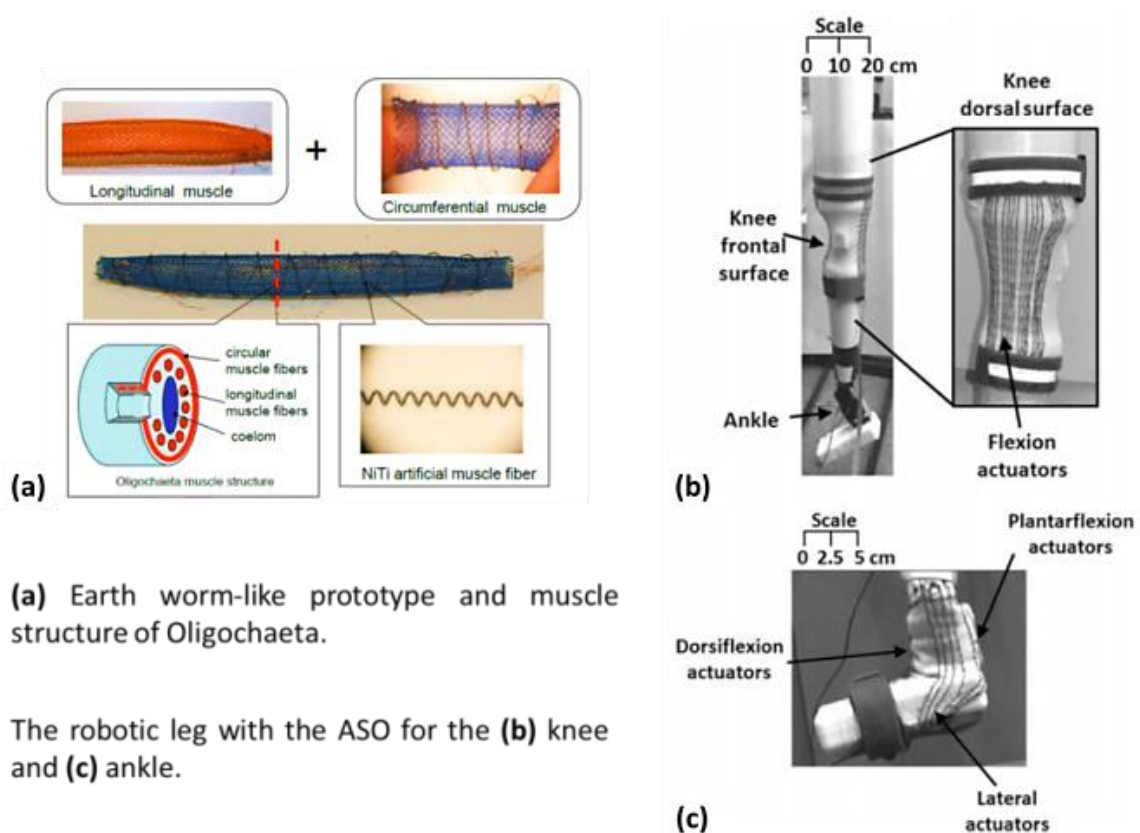 Longitudinal muscle
+
Circumferential muscle
circular
muscle fibers
longitudinal
muscle fibers
coelom
Oligochaeta muscle structure
NiTi artificial muscle fiber
(a)
Scale
0 10 20 cm
Knee
dorsal surface
Knee
frontal
surface
Ankle
Flexion
actuators
(b)
Scale
0 2.5 5 cm
Plantarflexion
actuators
Dorsiflexion
actuators
Lateral
actuators
(c)
(a) Earth worm-like prototype and muscle
structure of Oligochaeta.
The robotic leg with the ASO for the (b) knee
and (c) ankle.